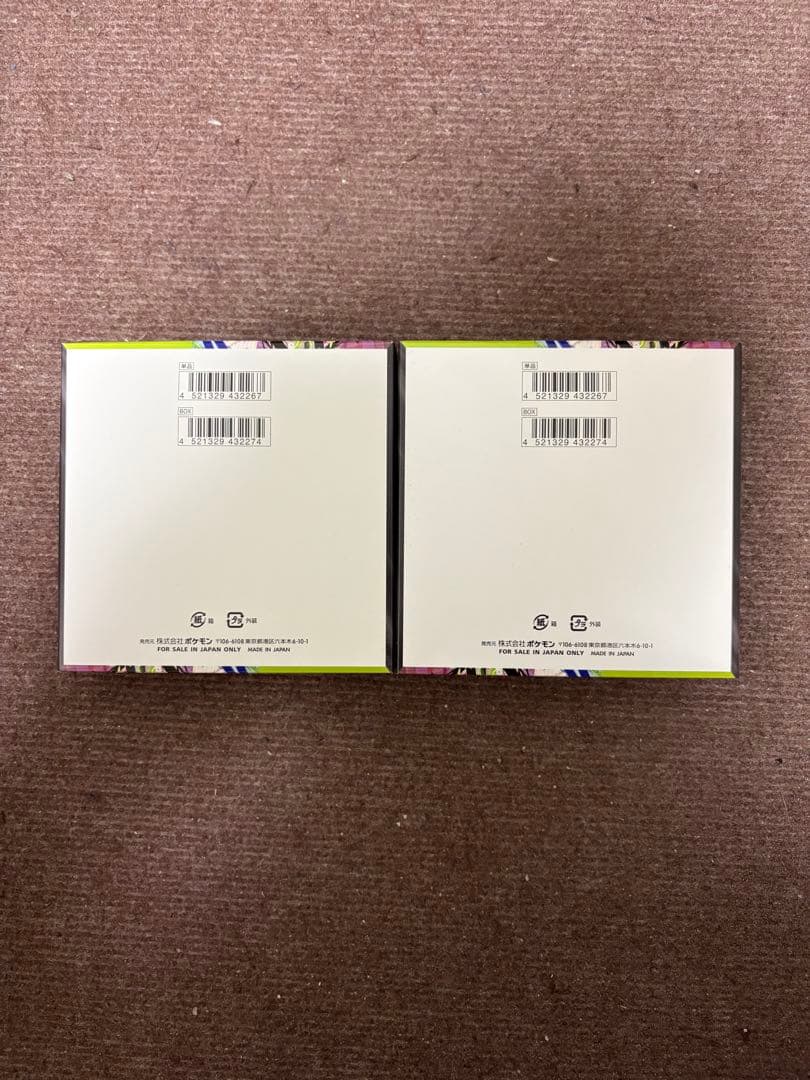 単品
4 521329 432267
BOX
4 521329 432274
紙 箱 プラ 外装
発売元 株式会社ポケモン 〒106-6108 東京都港区六本木6-10-1
FOR SALE IN JAPAN ONLY MADE IN JAPAN
単品
4 521329 432267
BOX
4 521329 432274
紙 箱 プラ 外装
発売元 株式会社ポケモン 〒106-6108 東京都港区六本木6-10-1
FOR SALE IN JAPAN ONLY MADE IN JAPAN